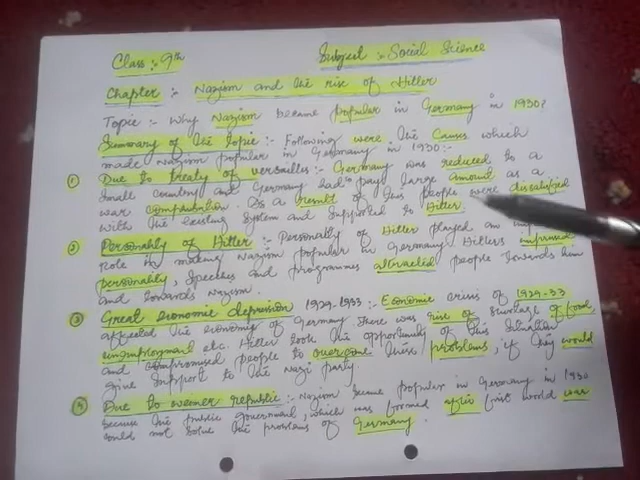 Class :- 9th Subject :- Social Science
Chapter :- Nazism and the rise of Hitler
Topic :- Why Nazism became popular in Germany in 1930?
Summary of the topic :- Following were the Causes which
made Nazism popular in Germany in 1930:-
① Due to treaty of versailles :- Germany was reduced to a
small country and Germany had pay large amount as a
war. As a result of this people were dissatisfied
with the existing system and supported to Hitler.
② Personality of Hitler :- Personality of Hitler played an
Role in making Nazism popular in Germany Hitler's
personality, speeches and programmes attracted people towards him
and towards nazism.
③ Great economic depression 1929-1933 :- Economic crisis of 1929-33
affected the economy of Germany. There was rise of shortage of food,
unemployment etc. Hitler took the opportunity of this situation
and people to overcome these problems, if they would
give support to the Nazi party
Due to republic :- Nazism became popular in Germany in 1930
because the public government, which was formed after first world war
could not solve the problems of Germany.